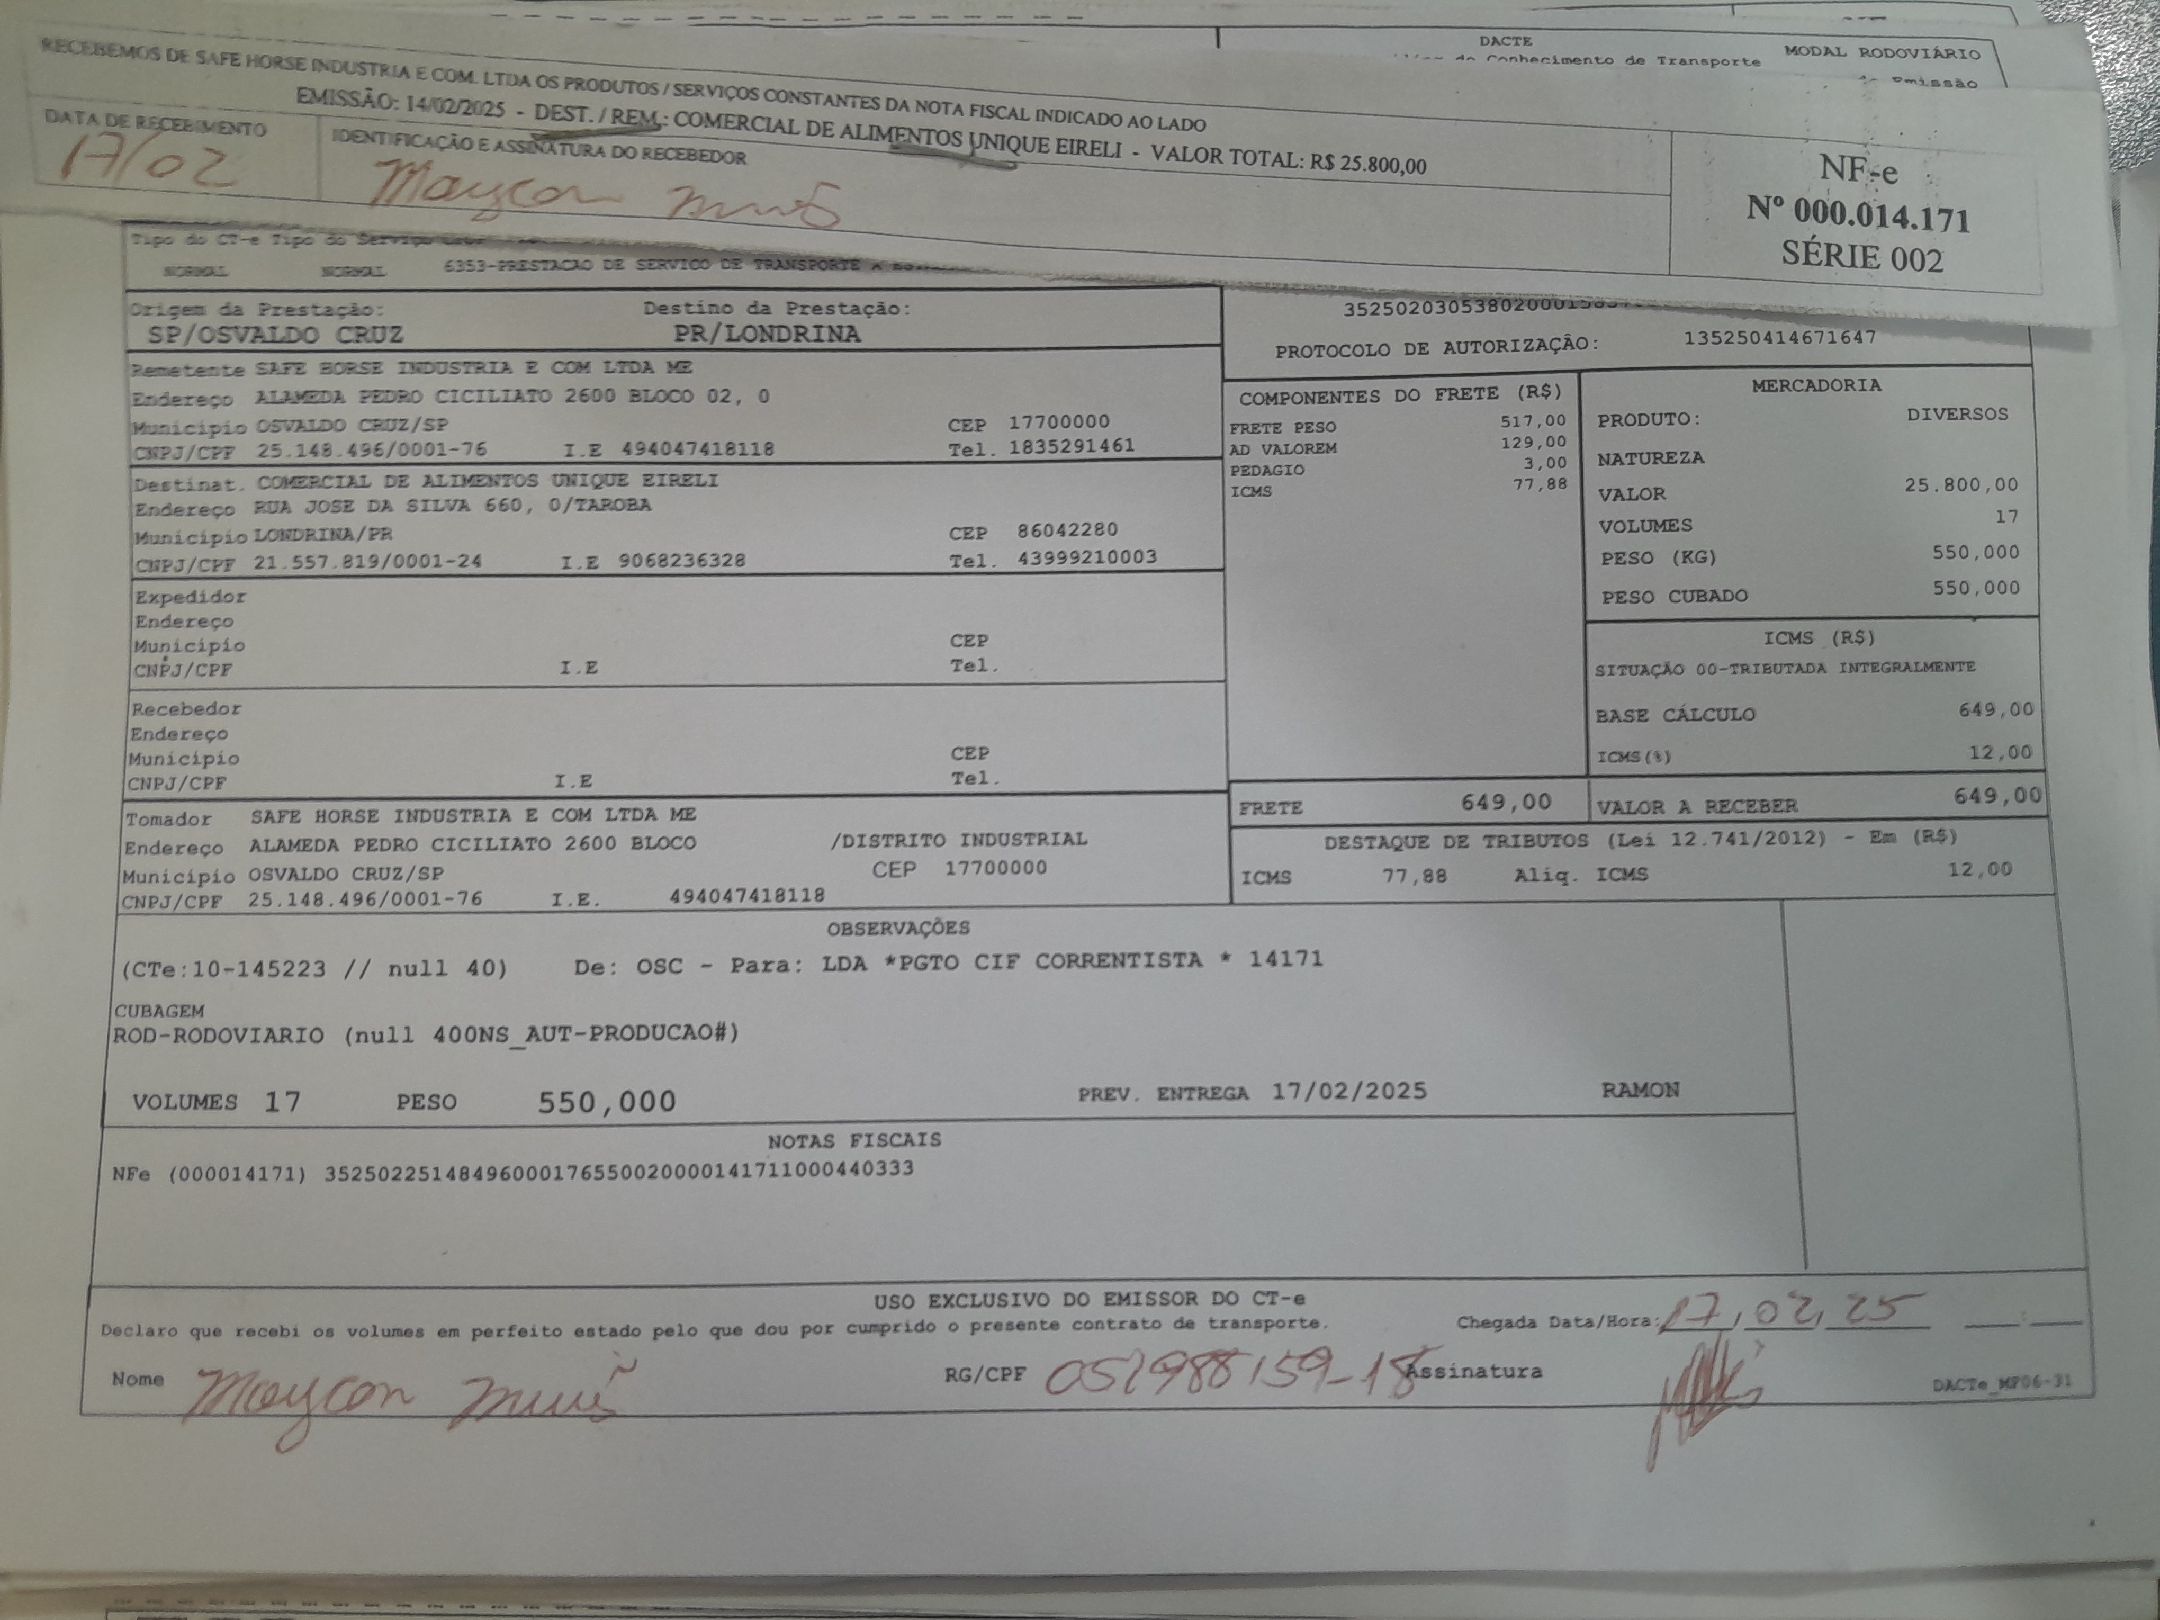 DACTE
MODAL RODOVIÁRIO
Conhecimento de Transporte
RECEBEMOS DE SAFE HORSE INDUSTRIA E COM. LTDA OS PRODUTOS / SERVIÇOS CONSTANTES DA NOTA FISCAL INDICADO AO LADO
EMISSÃO: 14/02/2025 - DEST. / REM.: COMERCIAL DE ALIMENTOS UNIQUE EIRELI - VALOR TOTAL: R$ 25.800,00
DATA DE RECEBIMENTO
17/02
IDENTIFICAÇÃO E ASSINATURA DO RECEBEDOR
Maycon
NF-e
Nº 000.014.171
SÉRIE 002
Tipo do CT-e Tipo do Serviço
NORMAL NORMAL 6353-PRESTACAO DE SERVICO DE TRANSPORTE A
Origem da Prestação: Destino da Prestação:
SP/OSVALDO CRUZ PR/LONDRINA
PROTOCOLO DE AUTORIZAÇÃO: 135250414671647
Remetente SAFE HORSE INDUSTRIA E COM LTDA ME
Endereço ALAMEDA PEDRO CICILIATO 2600 BLOCO 02, 0
Municipio OSVALDO CRUZ/SP CEP 17700000
CNPJ/CPF 25.148.496/0001-76 I.E 494047418118 Tel. 1835291461
Destinat. COMERCIAL DE ALIMENTOS UNIQUE EIRELI
Endereço RUA JOSE DA SILVA 660, 0/TAROBA
Municipio LONDRINA/PR CEP 86042280
CNPJ/CPF 21.557.819/0001-24 I.E 9068236328 Tel. 43999210003
Expedidor
Endereço
Municipio CEP
CNPJ/CPF I.E Tel.
Recebedor
Endereço
Municipio CEP
CNPJ/CPF I.E Tel.
Tomador SAFE HORSE INDUSTRIA E COM LTDA ME
Endereço ALAMEDA PEDRO CICILIATO 2600 BLOCO /DISTRITO INDUSTRIAL
Municipio OSVALDO CRUZ/SP CEP 17700000
CNPJ/CPF 25.148.496/0001-76 I.E. 494047418118
COMPONENTES DO FRETE (R$)
FRETE PESO 517,00
AD VALOREM 129,00
PEDAGIO 3,00
ICMS 77,88
MERCADORIA
PRODUTO: DIVERSOS
NATUREZA
VALOR 25.800,00
VOLUMES 17
PESO (KG) 550,000
PESO CUBADO 550,000
ICMS (R$)
SITUAÇÃO 00-TRIBUTADA INTEGRALMENTE
BASE CÁLCULO 649,00
ICMS(%) 12,00
FRETE 649,00 VALOR A RECEBER 649,00
DESTAQUE DE TRIBUTOS (Lei 12.741/2012) - Em (R$)
ICMS 77,88 Aliq. ICMS 12,00
OBSERVAÇÕES
(CTe:10-145223 // null 40) De: OSC - Para: LDA *PGTO CIF CORRENTISTA * 14171
CUBAGEM
ROD-RODOVIARIO (null 400NS_AUT-PRODUCAO#)
VOLUMES 17 PESO 550,000 PREV. ENTREGA 17/02/2025 RAMON
NOTAS FISCAIS
NFe (000014171) 35250225148496000176550020000141711000440333
USO EXCLUSIVO DO EMISSOR DO CT-e
Declaro que recebi os volumes em perfeito estado pelo que dou por cumprido o presente contrato de transporte. Chegada Data/Hora: 17,02,25
Nome Maycon RG/CPF 051988159-18 Assinatura
DACTe_MP06-31